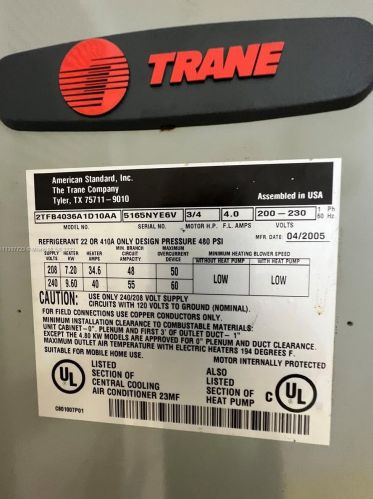 TRANE
American Standard, Inc.
The Trane Company
Tyler, TX 75711-9010
Assembled in USA
2TFB4036A1D10AA 5165NYE6V 3/4 4.0 200-230 1 60
MODEL NO. SERIAL NO. MOTOR H.P. F.L. AMPS VOLTS PH HZ
REFRIGERANT 22 OR 410A ONLY DESIGN PRESSURE 480 PSI MFR. DATE 04/2005
SUPPLY VOLTS HEATER KW HEATER AMPS MIN. BRANCH CIRCUIT AMPACITY MAXIMUM OVERCURRENT DEVICE MINIMUM HEATING BLOWER SPEED
WITHOUT HEAT PUMP WITH HEAT PUMP
208 7.20 34.6 48 50 LOW LOW
240 9.60 40 55 60
CAUTION: USE ONLY 240/208 VOLT SUPPLY
CIRCUITS WITH 120 VOLTS TO GROUND (NOMINAL).
FOR FIELD CONNECTIONS USE COPPER CONDUCTORS ONLY.
MINIMUM INSTALLATION CLEARANCE TO COMBUSTABLE MATERIALS:
UNIT CABINET-0". PLENUM AND FIRST 3' OF OUTLET DUCT-1"
EXCEPT THE 4.80 KW MODELS ARE APPROVED FOR 0" PLENUM & DUCT CLEARANCE.
MAXIMUM OUTLET AIR TEMPERATURE WITH ELECTRIC HEATERS 194 DEGREES F.
SUITABLE FOR MOBILE HOME USE. MOTOR INTERNALLY PROTECTED
UL LISTED SECTION OF CENTRAL COOLING AIR CONDITIONER 23MF
ALSO LISTED SECTION OF HEAT PUMP C UL
C801007P01